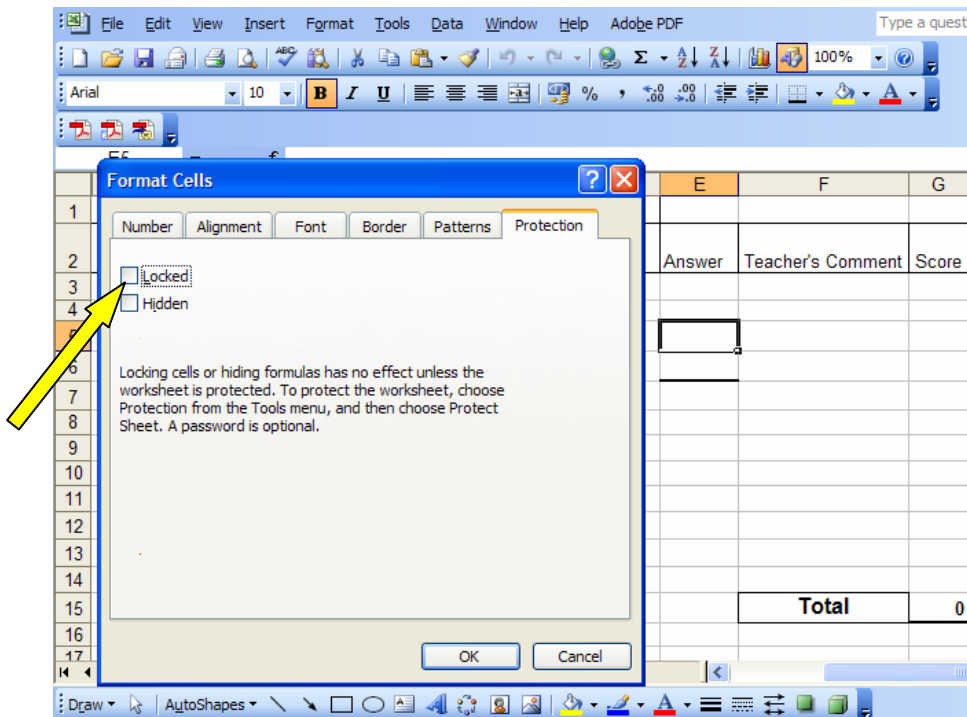 File Edit View Insert Format Tools Data Window Help Adobe PDF Type a quest
ABC Σ A Z Z A 100%
Arial 10 B I U % , .00 A
Format Cells
E F G
Number Alignment Font Border Patterns Protection
1
2 Answer Teacher's Comment Score
Locked
3
Hidden
4
6
Locking cells or hiding formulas has no effect unless the
worksheet is protected. To protect the worksheet, choose
Protection from the Tools menu, and then choose Protect
Sheet. A password is optional.
7
8
9
10
11
12
13
14
15 Total 0
16
17
OK Cancel
Draw AutoShapes A